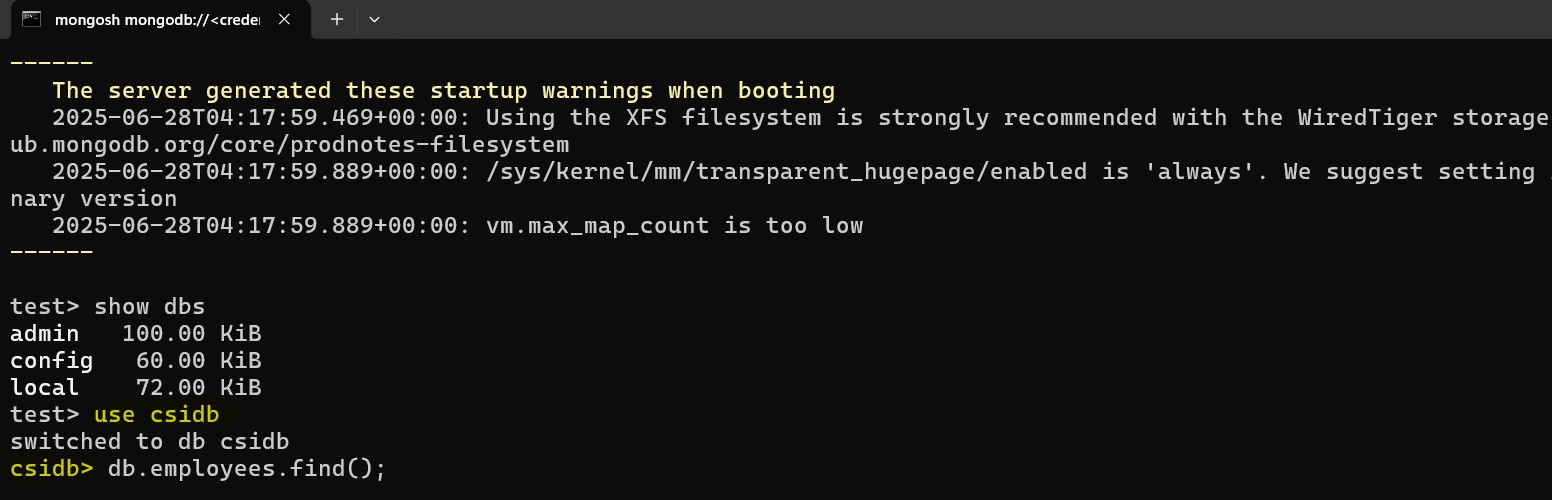 mongosh mongodb://<crede
------
   The server generated these startup warnings when booting
   2025-06-28T04:17:59.469+00:00: Using the XFS filesystem is strongly recommended with the WiredTiger storage
ub.mongodb.org/core/prodnotes-filesystem
   2025-06-28T04:17:59.889+00:00: /sys/kernel/mm/transparent_hugepage/enabled is 'always'. We suggest setting
nary version
   2025-06-28T04:17:59.889+00:00: vm.max_map_count is too low
------
test> show dbs
admin   100.00 KiB
config   60.00 KiB
local    72.00 KiB
test> use csidb
switched to db csidb
csidb> db.employees.find();